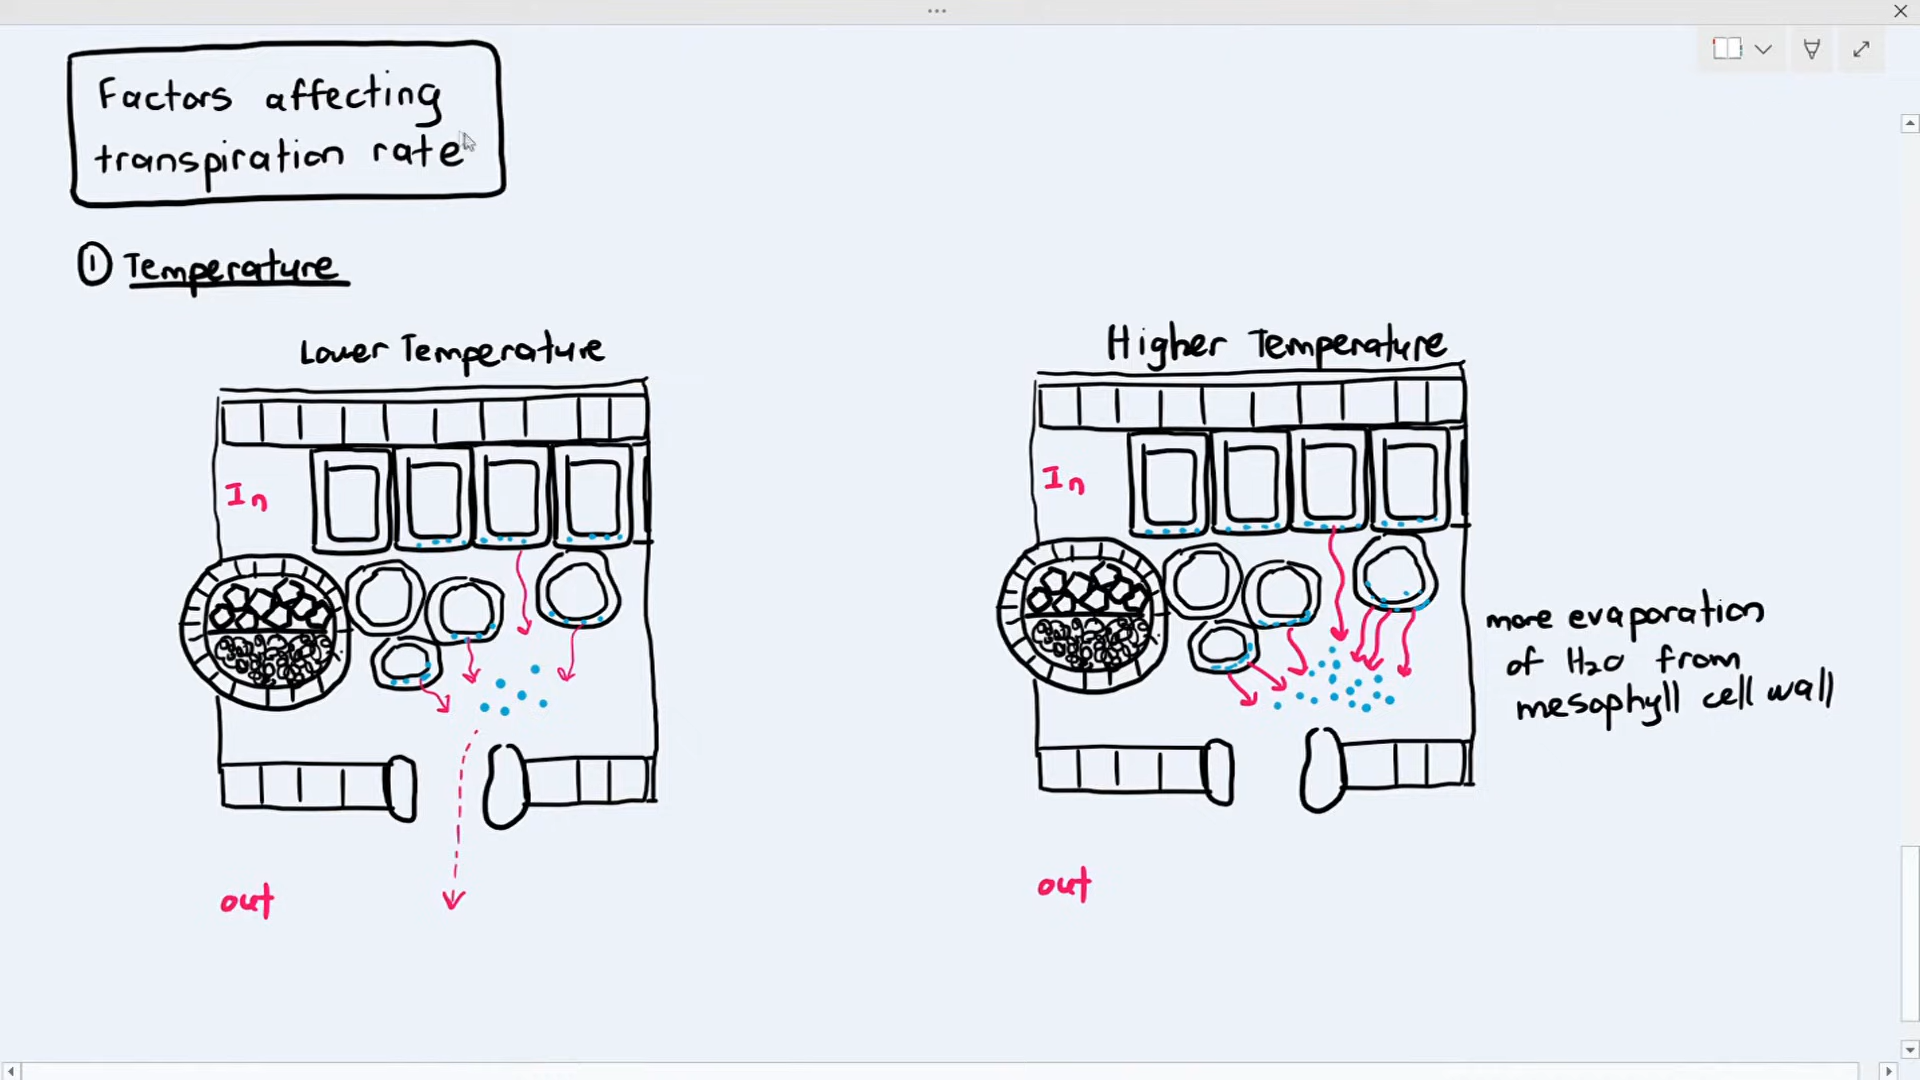 Factors affecting
transpiration rate
① Temperature
Lower Temperature
Higher Temperature
In
In
more evaporation
of H2O from
mesophyll cell wall
out
out